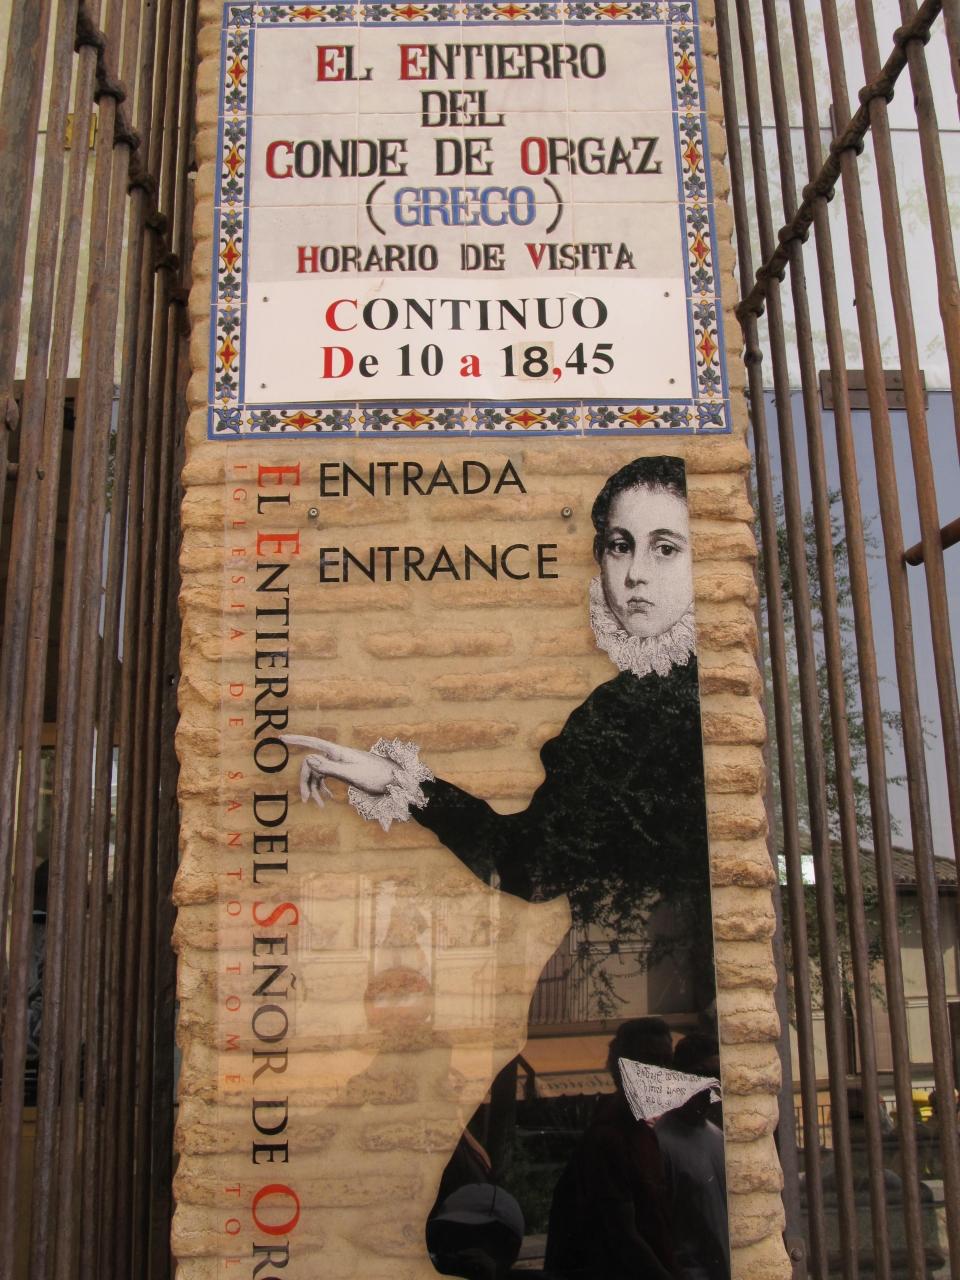 EL ENTIERRO
DEL
CONDE DE ORGAZ
(GRECO)
HORARIO DE VISITA
CONTINUO
De 10 a 18,45
ENTRADA
ENTRANCE
EL ENTIERRO DEL SEÑOR DE OR
IGLESIA DE SANTO TOMÉ TOL